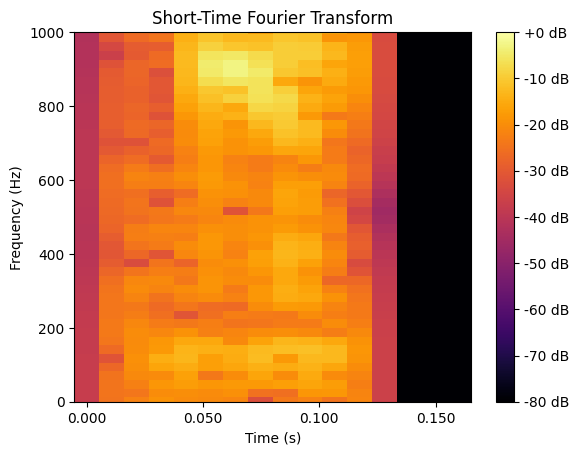 Short-Time Fourier Transform
1000
800
600
400
200
0
Frequency (Hz)
0.000
0.050
0.100
0.150
Time (s)
+0 dB
-10 dB
-20 dB
-30 dB
-40 dB
-50 dB
-60 dB
-70 dB
-80 dB